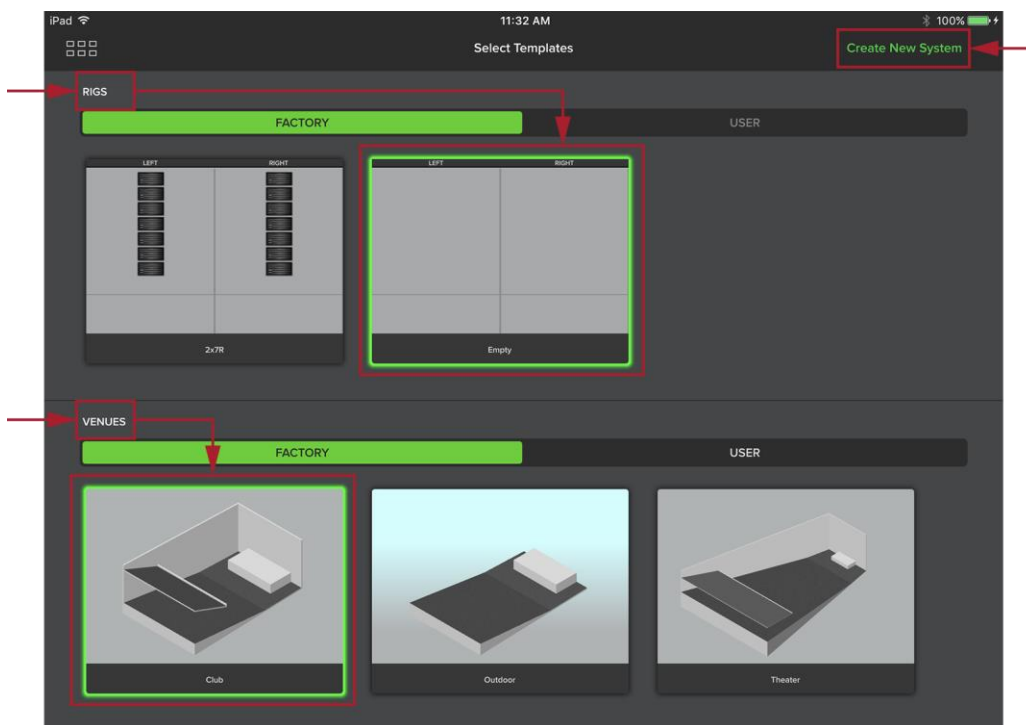 iPad 11:32 AM 100%
Select Templates Create New System
RIGS
FACTORY USER
LEFT RIGHT LEFT RIGHT
2x7R Empty
VENUES
FACTORY USER
Club Outdoor Theater